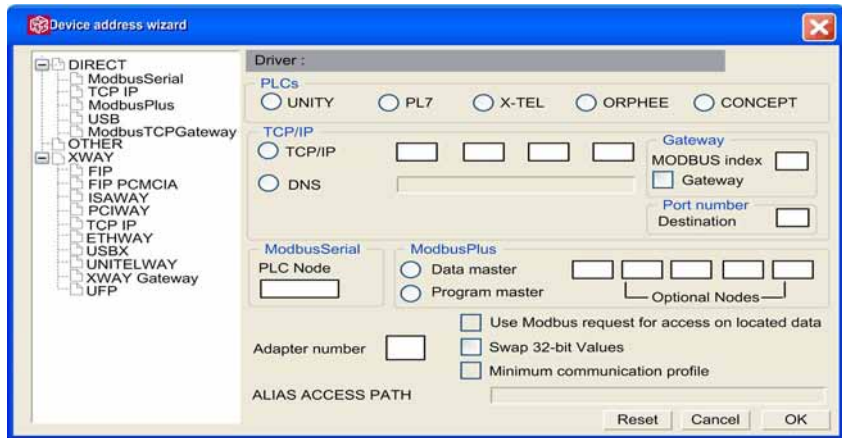 Device address wizard
DIRECT
ModbusSerial
TCP IP
ModbusPlus
USB
ModbusTCPGateway
OTHER
XWAY
FIP
FIP PCMCIA
ISAWAY
PCIWAY
TCP IP
ETHWAY
USBX
UNITELWAY
XWAY Gateway
UFP
Driver :
PLCs
UNITY PL7 X-TEL ORPHEE CONCEPT
TCP/IP
TCP/IP
DNS
Gateway
MODBUS index
Gateway
Port number
Destination
ModbusSerial
PLC Node
ModbusPlus
Data master
Program master
Optional Nodes
Adapter number
Use Modbus request for access on located data
Swap 32-bit Values
Minimum communication profile
ALIAS ACCESS PATH
Reset Cancel OK